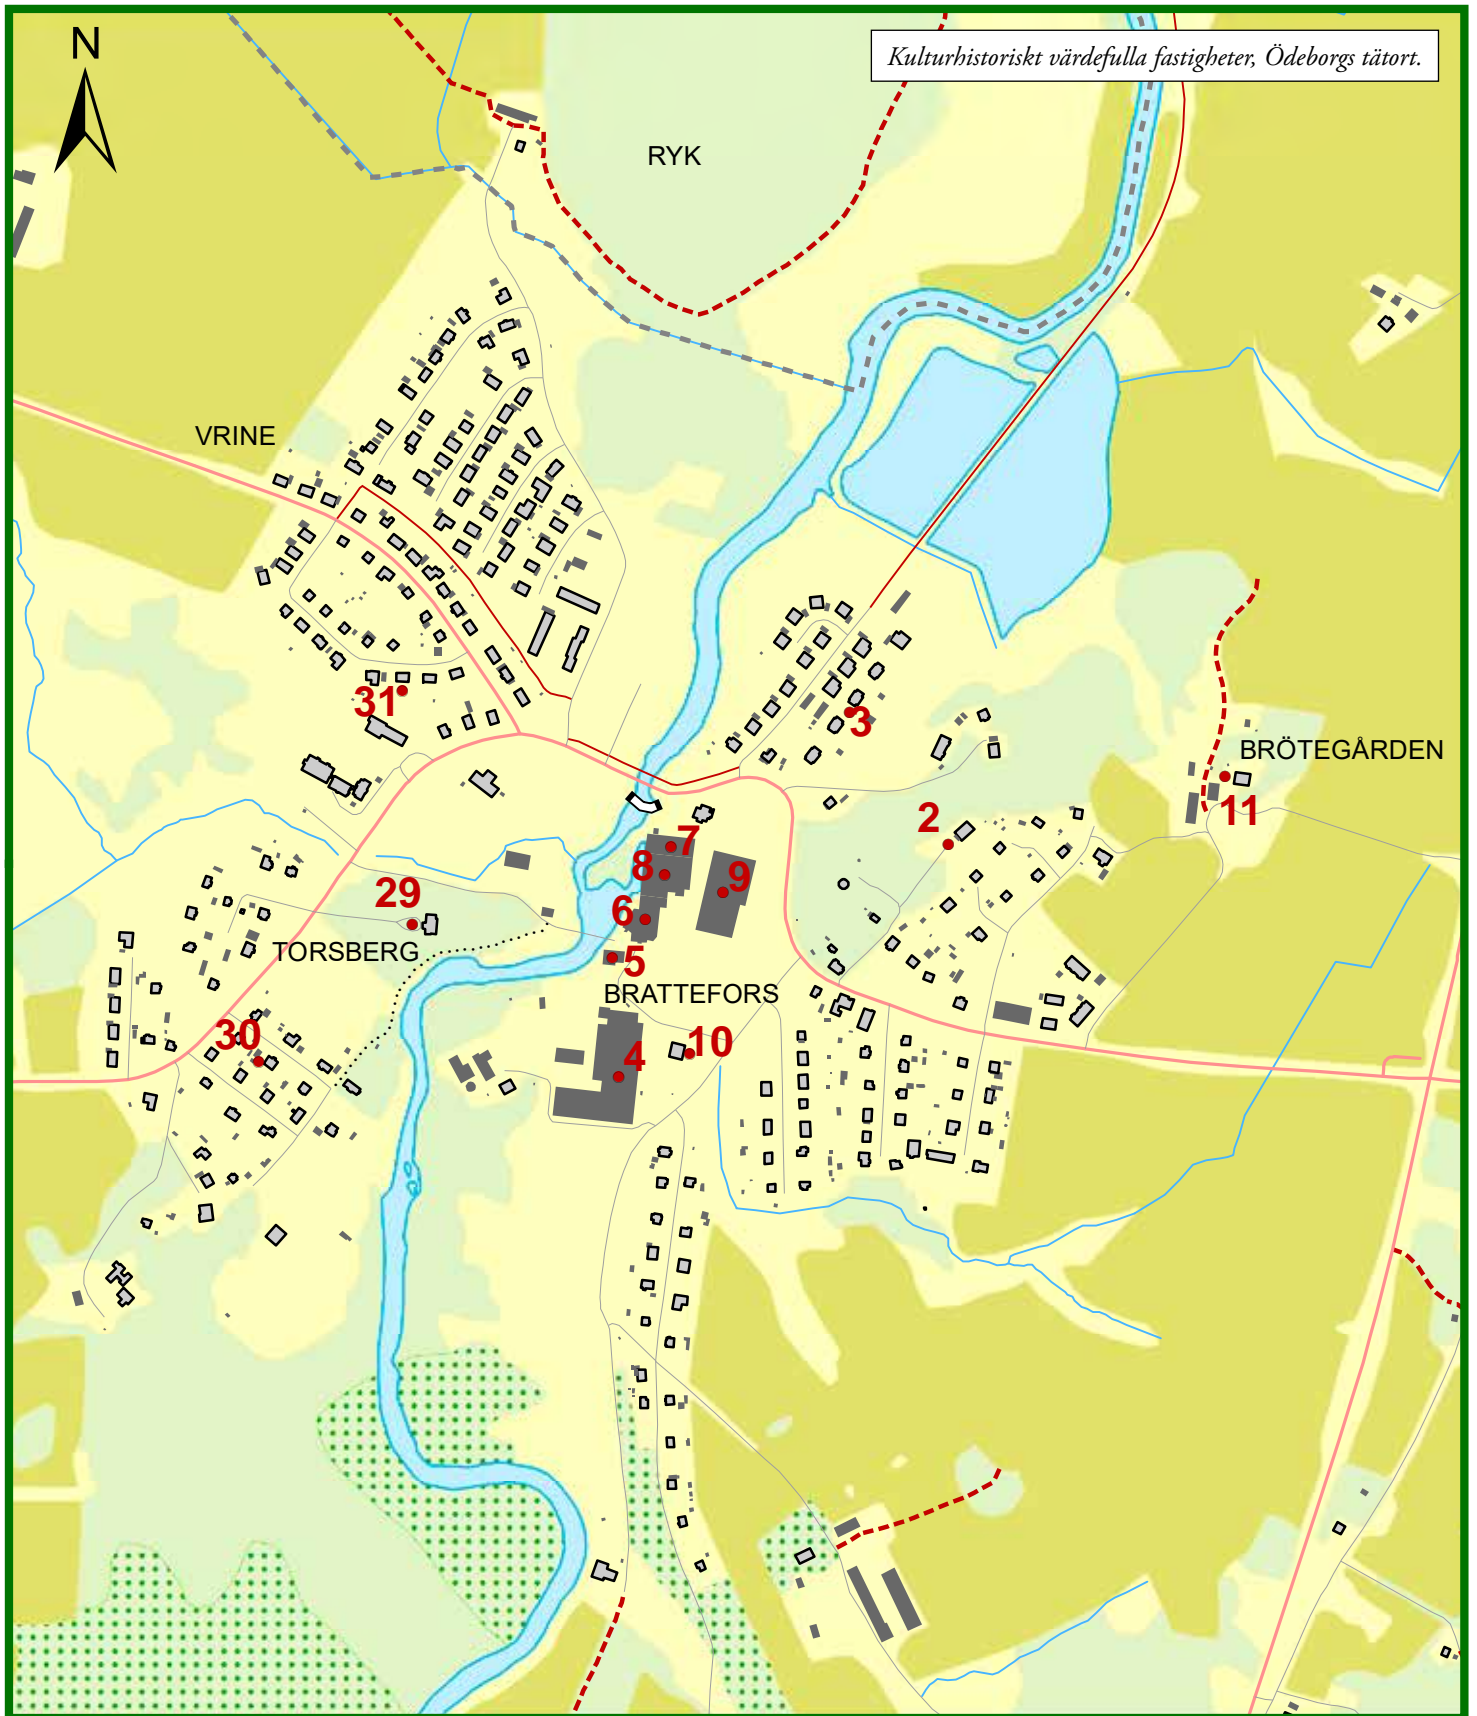 N
Kulturhistoriskt värdefulla fastigheter, Ödeborgs tätort.
RYK
VRINE
31
3
BRÖTEGÅRDEN
11
2
7
8
9
29
6
TORSBERG
5
BRATTEFORS
30
10
4